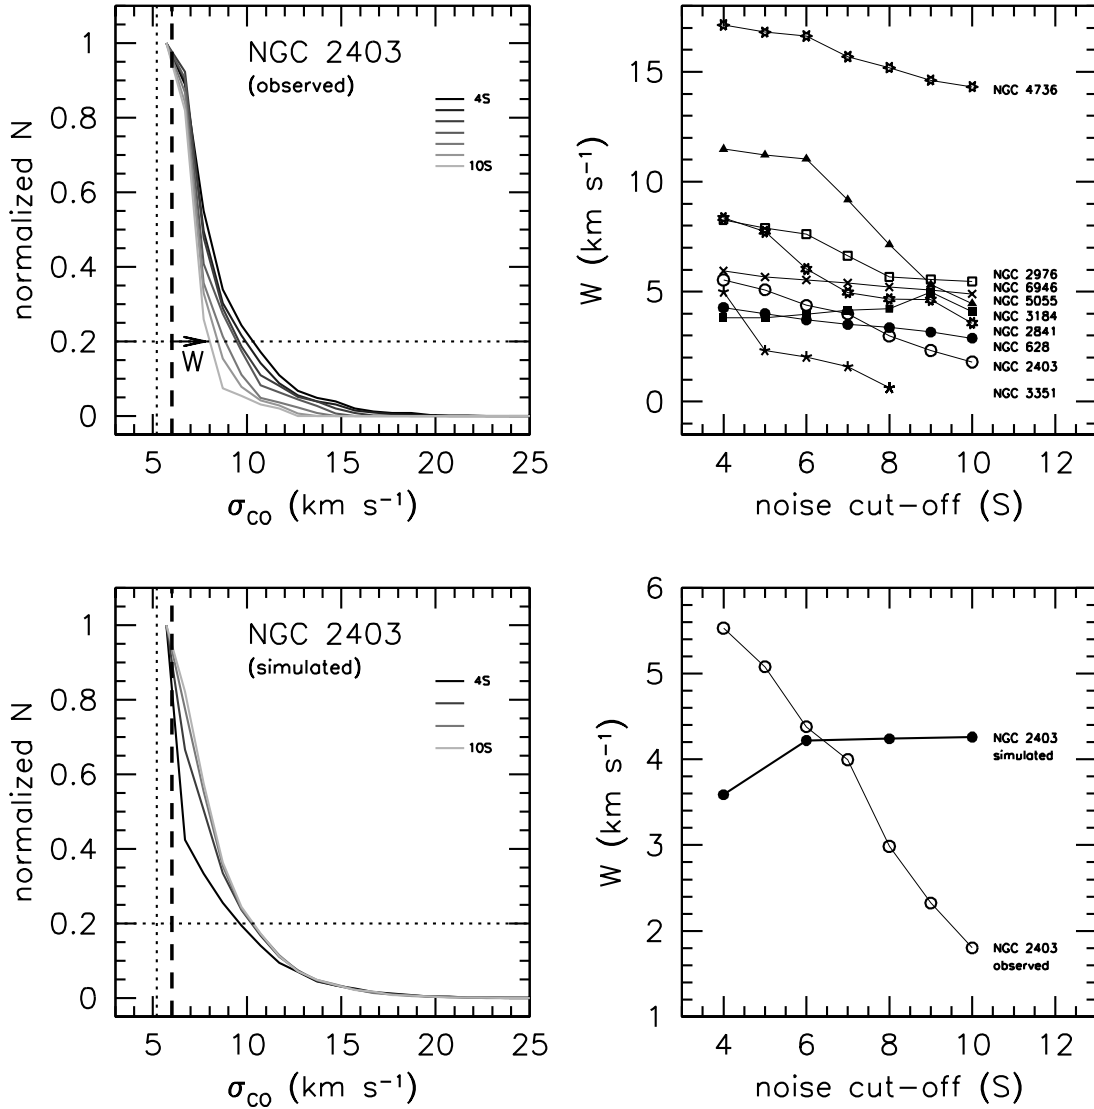 NGC 2403
(observed)
4S
10S
W
1
0.8
0.6
0.4
0.2
0
normalized N
5 10 15 20 25
σCO (km s⁻¹)
15
10
5
0
W (km s⁻¹)
NGC 4736
NGC 2976
NGC 6946
NGC 5055
NGC 3184
NGC 2841
NGC 628
NGC 2403
NGC 3351
4 6 8 10 12
noise cut-off (S)
NGC 2403
(simulated)
4S
10S
1
0.8
0.6
0.4
0.2
0
normalized N
5 10 15 20 25
σCO (km s⁻¹)
6
5
4
3
2
1
W (km s⁻¹)
NGC 2403
simulated
NGC 2403
observed
4 6 8 10 12
noise cut-off (S)